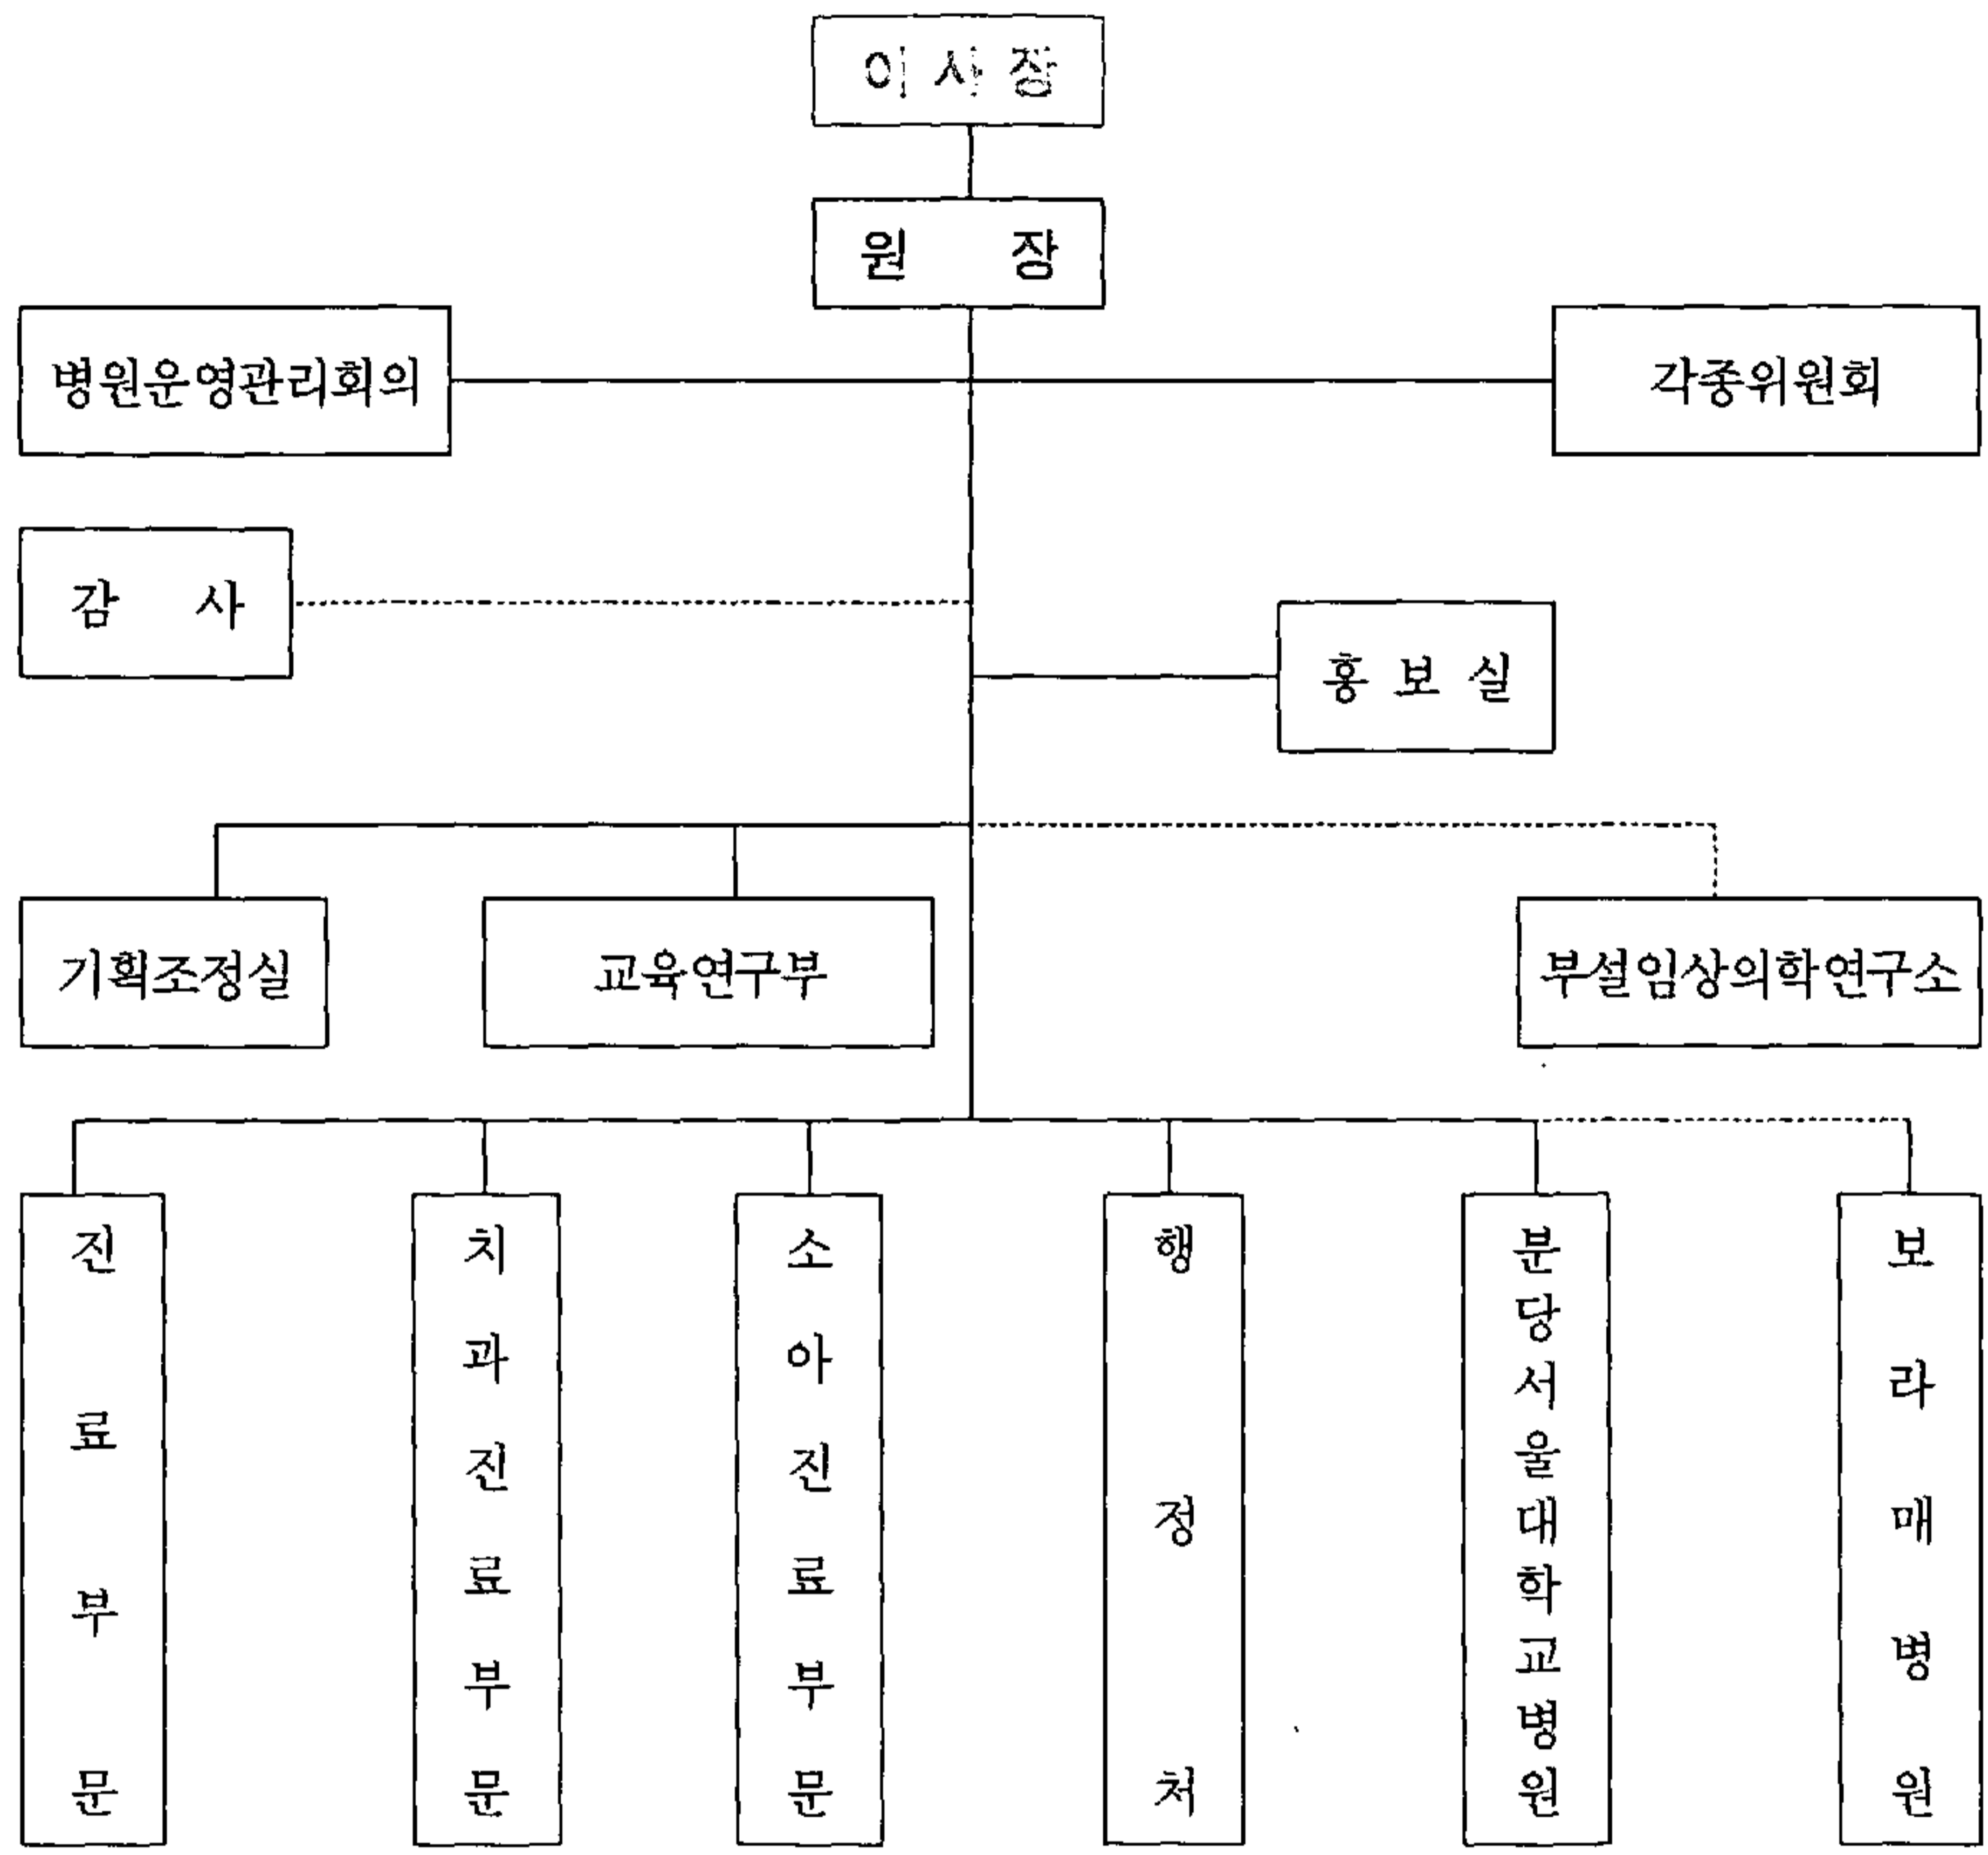 이 사 장
원 장
병원운영관리회의
각종위원회
감 사
홍 보 실
기획조정실
교육연구부
부설임상의학연구소
진료부문
치과진료부문
소아진료부문
행정처
분당서울대학교병원
보라매병원